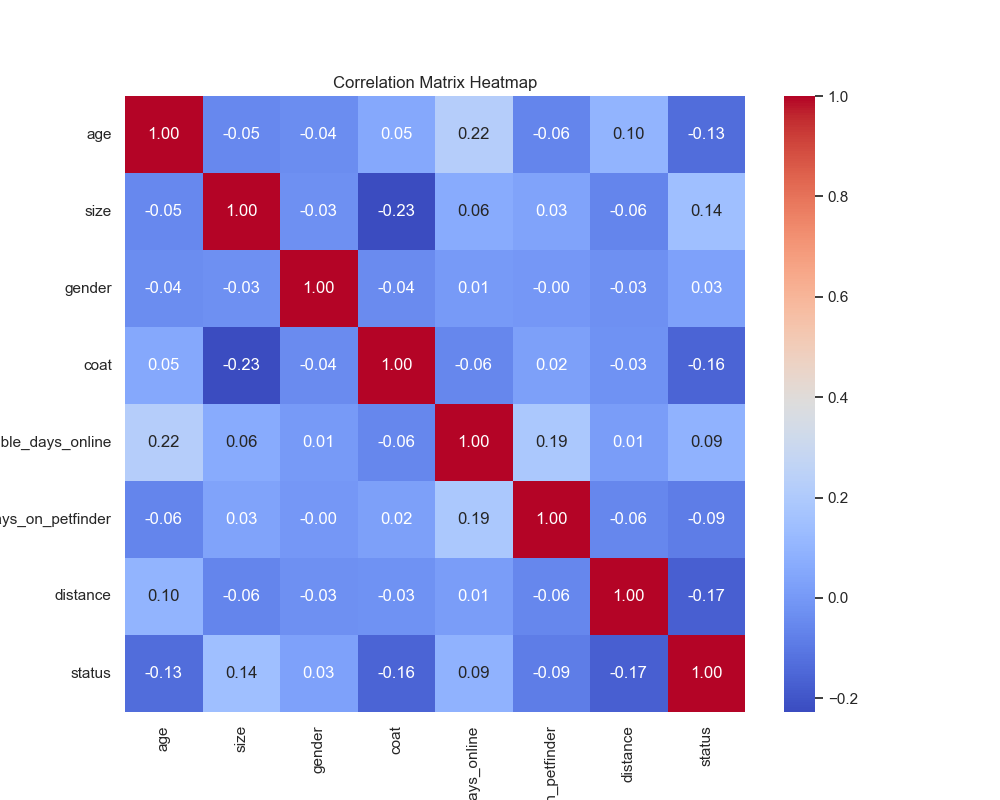 Correlation Matrix Heatmap
age 1.00 -0.05 -0.04 0.05 0.22 -0.06 0.10 -0.13
size -0.05 1.00 -0.03 -0.23 0.06 0.03 -0.06 0.14
gender -0.04 -0.03 1.00 -0.04 0.01 -0.00 -0.03 0.03
coat 0.05 -0.23 -0.04 1.00 -0.06 0.02 -0.03 -0.16
ble_days_online 0.22 0.06 0.01 -0.06 1.00 0.19 0.01 0.09
ys_on_petfinder -0.06 0.03 -0.00 0.02 0.19 1.00 -0.06 -0.09
distance 0.10 -0.06 -0.03 -0.03 0.01 -0.06 1.00 -0.17
status -0.13 0.14 0.03 -0.16 0.09 -0.09 -0.17 1.00
age size gender coat ays_online n_petfinder distance status
1.0
0.8
0.6
0.4
0.2
0.0
-0.2